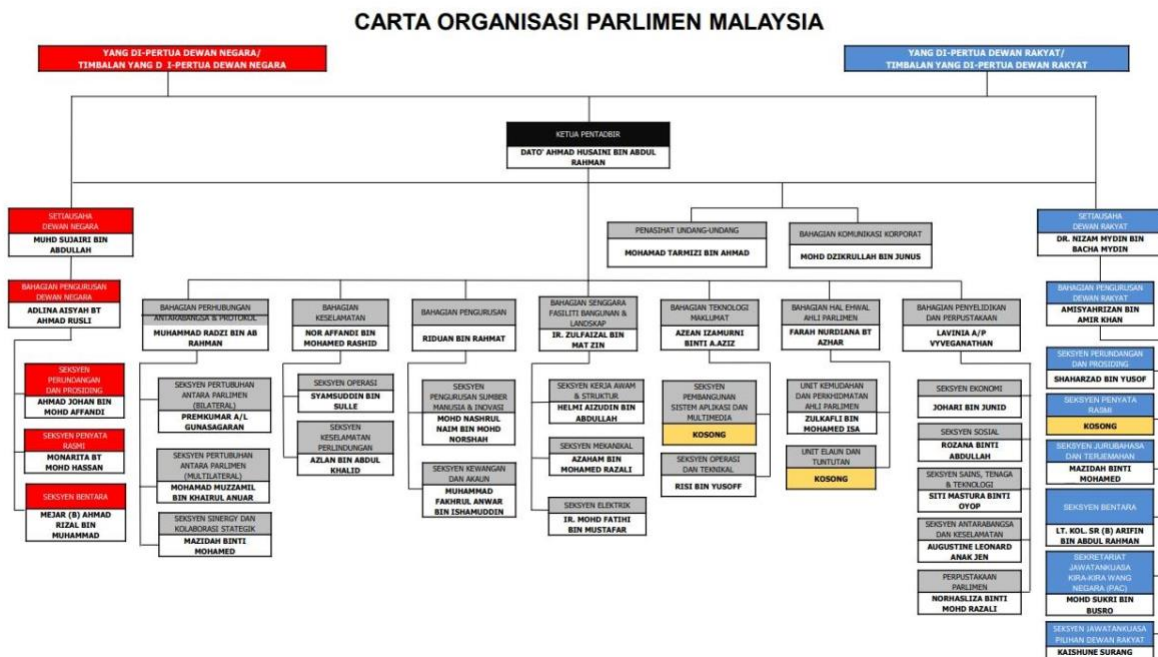 CARTA ORGANISASI PARLIMEN MALAYSIA
YANG DI-PERTUA DEWAN NEGARA/
TIMBALAN YANG D I-PERTUA DEWAN NEGARA
YANG DI-PERTUA DEWAN RAKYAT/
TIMBALAN YANG DI-PERTUA DEWAN RAKYAT
KETUA PENTADBIR
DATO' AHMAD HUSAINI BIN ABDUL
RAHMAN
SETIAUSAHA
DEWAN NEGARA
MUHD SUJAIRI BIN
ABDULLAH
PENASIHAT UNDANG-UNDANG
MOHAMAD TARMIZI BIN AHMAD
BAHAGIAN KOMUNIKASI KORPORAT
MOHD DZIKRULLAH BIN JUNUS
SETIAUSAHA
DEWAN RAKYAT
DR. NIZAM MYDIN BIN
BACHA MYDIN
BAHAGIAN PENGURUSAN
DEWAN NEGARA
ADLINA AISYAH BT
AHMAD RUSLI
BAHAGIAN PERHUBUNGAN
ANTARABANGSA & PROTOKOL
MUHAMMAD RADZI BIN AB
RAHMAN
BAHAGIAN
KESELAMATAN
NOR AFFANDI BIN
MOHAMED RASHID
BAHAGIAN PENGURUSAN
RIDUAN BIN RAHMAT
BAHAGIAN SENGGARA
FASILITI BANGUNAN &
LANDSKAP
IR. ZULFAIZAL BIN
MAT ZIN
BAHAGIAN TEKNOLOGI
MAKLUMAT
AZEAN IZAMURNI
BINTI A.AZIZ
BAHAGIAN HAL EHWAL
AHLI PARLIMEN
FARAH NURDIANA BT
AZHAR
BAHAGIAN PENYELIDIKAN
DAN PERPUSTAKAAN
LAVINIA A/P
VYVEGANATHAN
BAHAGIAN PENGURUSAN
DEWAN RAKYAT
AMISYAHRIZAN BIN
AMIR KHAN
SEKSYEN
PERUNDANGAN
DAN PROSIDING
AHMAD JOHAN BIN
MOHD AFFANDI
SEKSYEN PENYATA
RASMI
MONARITA BT
MOHD HASSAN
SEKSYEN BENTARA
MEJAR (B) AHMAD
RIZAL BIN
MUHAMMAD
SEKSYEN PERTUBUHAN
ANTARA PARLIMEN
(BILATERAL)
PREMKUMAR A/L
GUNASAGARAN
SEKSYEN PERTUBUHAN
ANTARA PARLIMEN
(MULTILATERAL)
MOHAMAD MUZZAMIL
BIN KHAIRUL ANUAR
SEKSYEN SINERGY DAN
KOLABORASI STATEGIK
MAZIDAH BINTI
MOHAMED
SEKSYEN OPERASI
SYAMSUDDIN BIN
SULLE
SEKSYEN
KESELAMATAN
PERLINDUNGAN
AZLAN BIN ABDUL
KHALID
SEKSYEN
PENGURUSAN SUMBER
MANUSIA & INOVASI
MOHD NASHRUL
NAIM BIN MOHD
NORSHAH
SEKSYEN KEWANGAN
DAN AKAUN
MUHAMMAD
FAKHRUL ANWAR
BIN ISHAMUDDIN
SEKSYEN KERJA AWAM
& STRUKTUR
HELMI AIZUDIN BIN
ABDULLAH
SEKSYEN MEKANIKAL
AZAHAM BIN
MOHAMED RAZALI
SEKSYEN ELEKTRIK
IR. MOHD FATIHI
BIN MUSTAFAR
SEKSYEN
PEMBANGUNAN
SISTEM APLIKASI DAN
MULTIMEDIA
KOSONG
SEKSYEN OPERASI
DAN TEKNIKAL
RISI BIN YUSOFF
UNIT KEMUDAHAN
DAN PERKHIDMATAN
AHLI PARLIMEN
ZULKAFLI BIN
MOHAMED ISA
UNIT ELAUN DAN
TUNTUTAN
KOSONG
SEKSYEN EKONOMI
JOHARI BIN JUNID
SEKSYEN SOSIAL
ROZANA BINTI
ABDULLAH
SEKSYEN SAINS, TENAGA
& TEKNOLOGI
SITI MASTURA BINTI
OYOP
SEKSYEN ANTARABANGSA
DAN KESELAMATAN
AUGUSTINE LEONARD
ANAK JEN
PERPUSTAKAAN
PARLIMEN
NORHASLIZA BINTI
MOHD RAZALI
SEKSYEN PERUNDANGAN
DAN PROSIDING
SHAHARZAD BIN YUSOF
SEKSYEN PENYATA
RASMI
KOSONG
SEKSYEN JURUBAHASA
DAN TERJEMAHAN
MAZIDAH BINTI
MOHAMED
SEKSYEN BENTARA
LT. KOL. SR (B) ARIFIN
BIN ABDUL RAHMAN
SEKRETARIAT
JAWATANKUASA
KIRA-KIRA WANG
NEGARA (PAC)
MOHD SUKRI BIN
BUSRO
SEKSYEN JAWATANKUASA
PILIHAN DEWAN RAKYAT
KAISHUNE SURANG